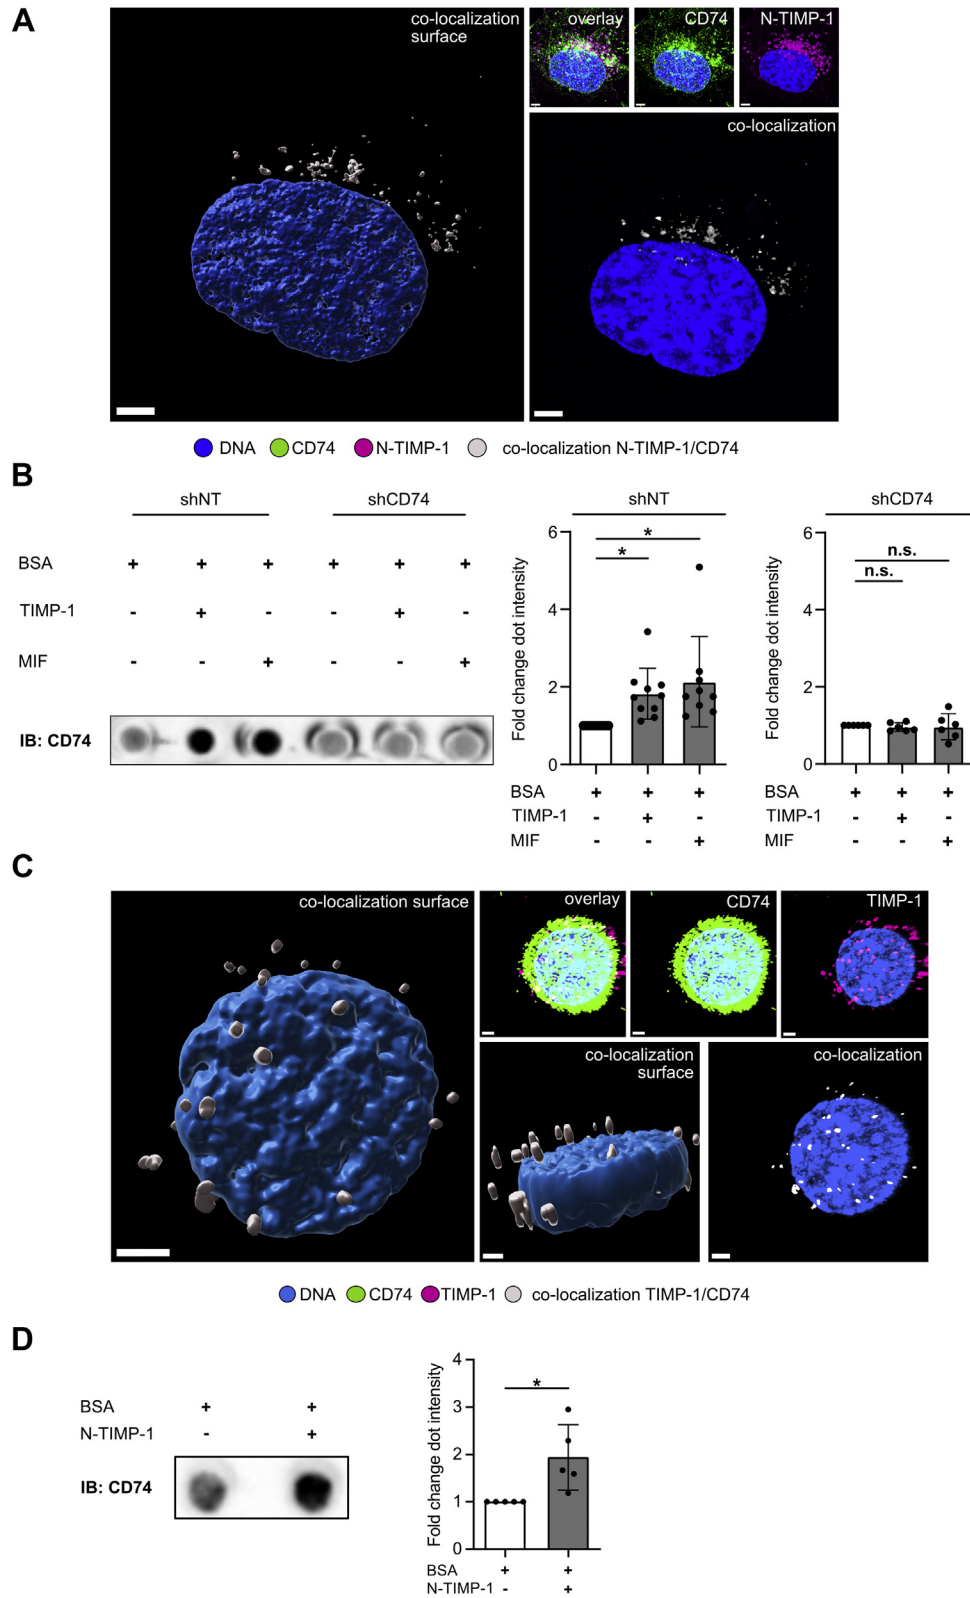 A
co-localization
surface
overlay
CD74
N-TIMP-1
co-localization
DNA CD74 N-TIMP-1 co-localization N-TIMP-1/CD74
B
shNT shCD74
BSA + + + + + +
TIMP-1 - + - - + -
MIF - - + - - +
IB: CD74
shNT
Fold change dot intensity
6
4
2
0
*
*
BSA + + +
TIMP-1 - + -
MIF - - +
shCD74
Fold change dot intensity
6
4
2
0
n.s.
n.s.
BSA + + +
TIMP-1 - + -
MIF - - +
C
co-localization surface
overlay
CD74
TIMP-1
co-localization
surface
co-localization
DNA CD74 TIMP-1 co-localization TIMP-1/CD74
D
BSA + +
N-TIMP-1 - +
IB: CD74
Fold change dot intensity
4
3
2
1
0
*
BSA + +
N-TIMP-1 - +